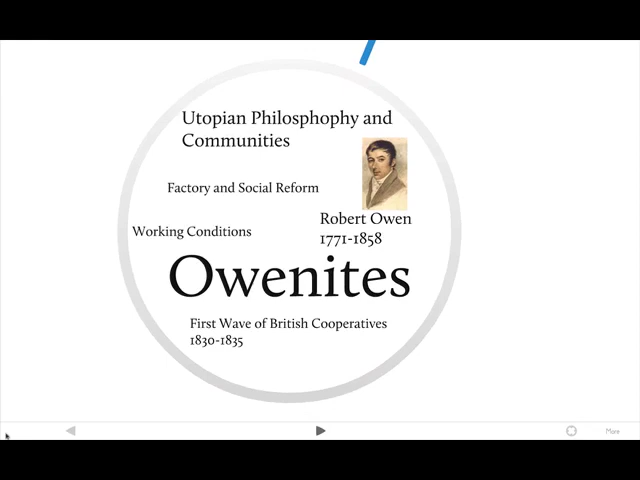 Utopian Philosphophy and
Communities
Factory and Social Reform
Robert Owen
1771-1858
Working Conditions
Owenites
First Wave of British Cooperatives
1830-1835
More